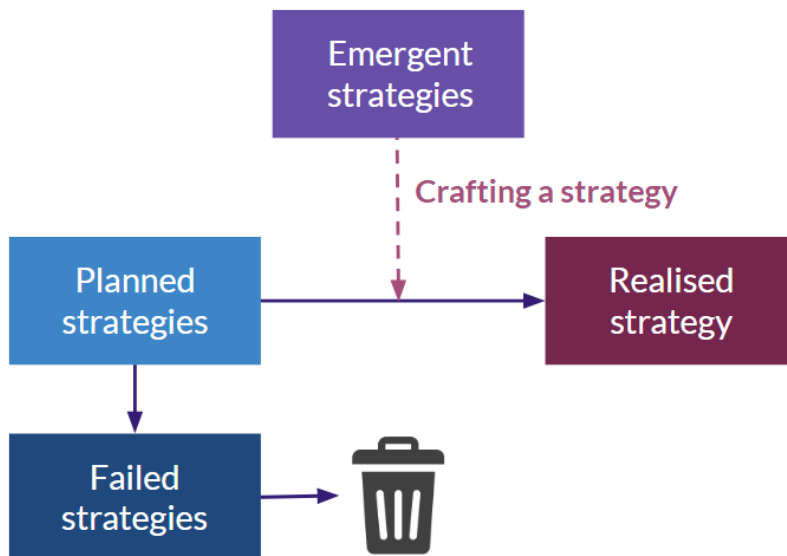 Emergent
strategies
Crafting a strategy
Planned
strategies
Realised
strategy
Failed
strategies